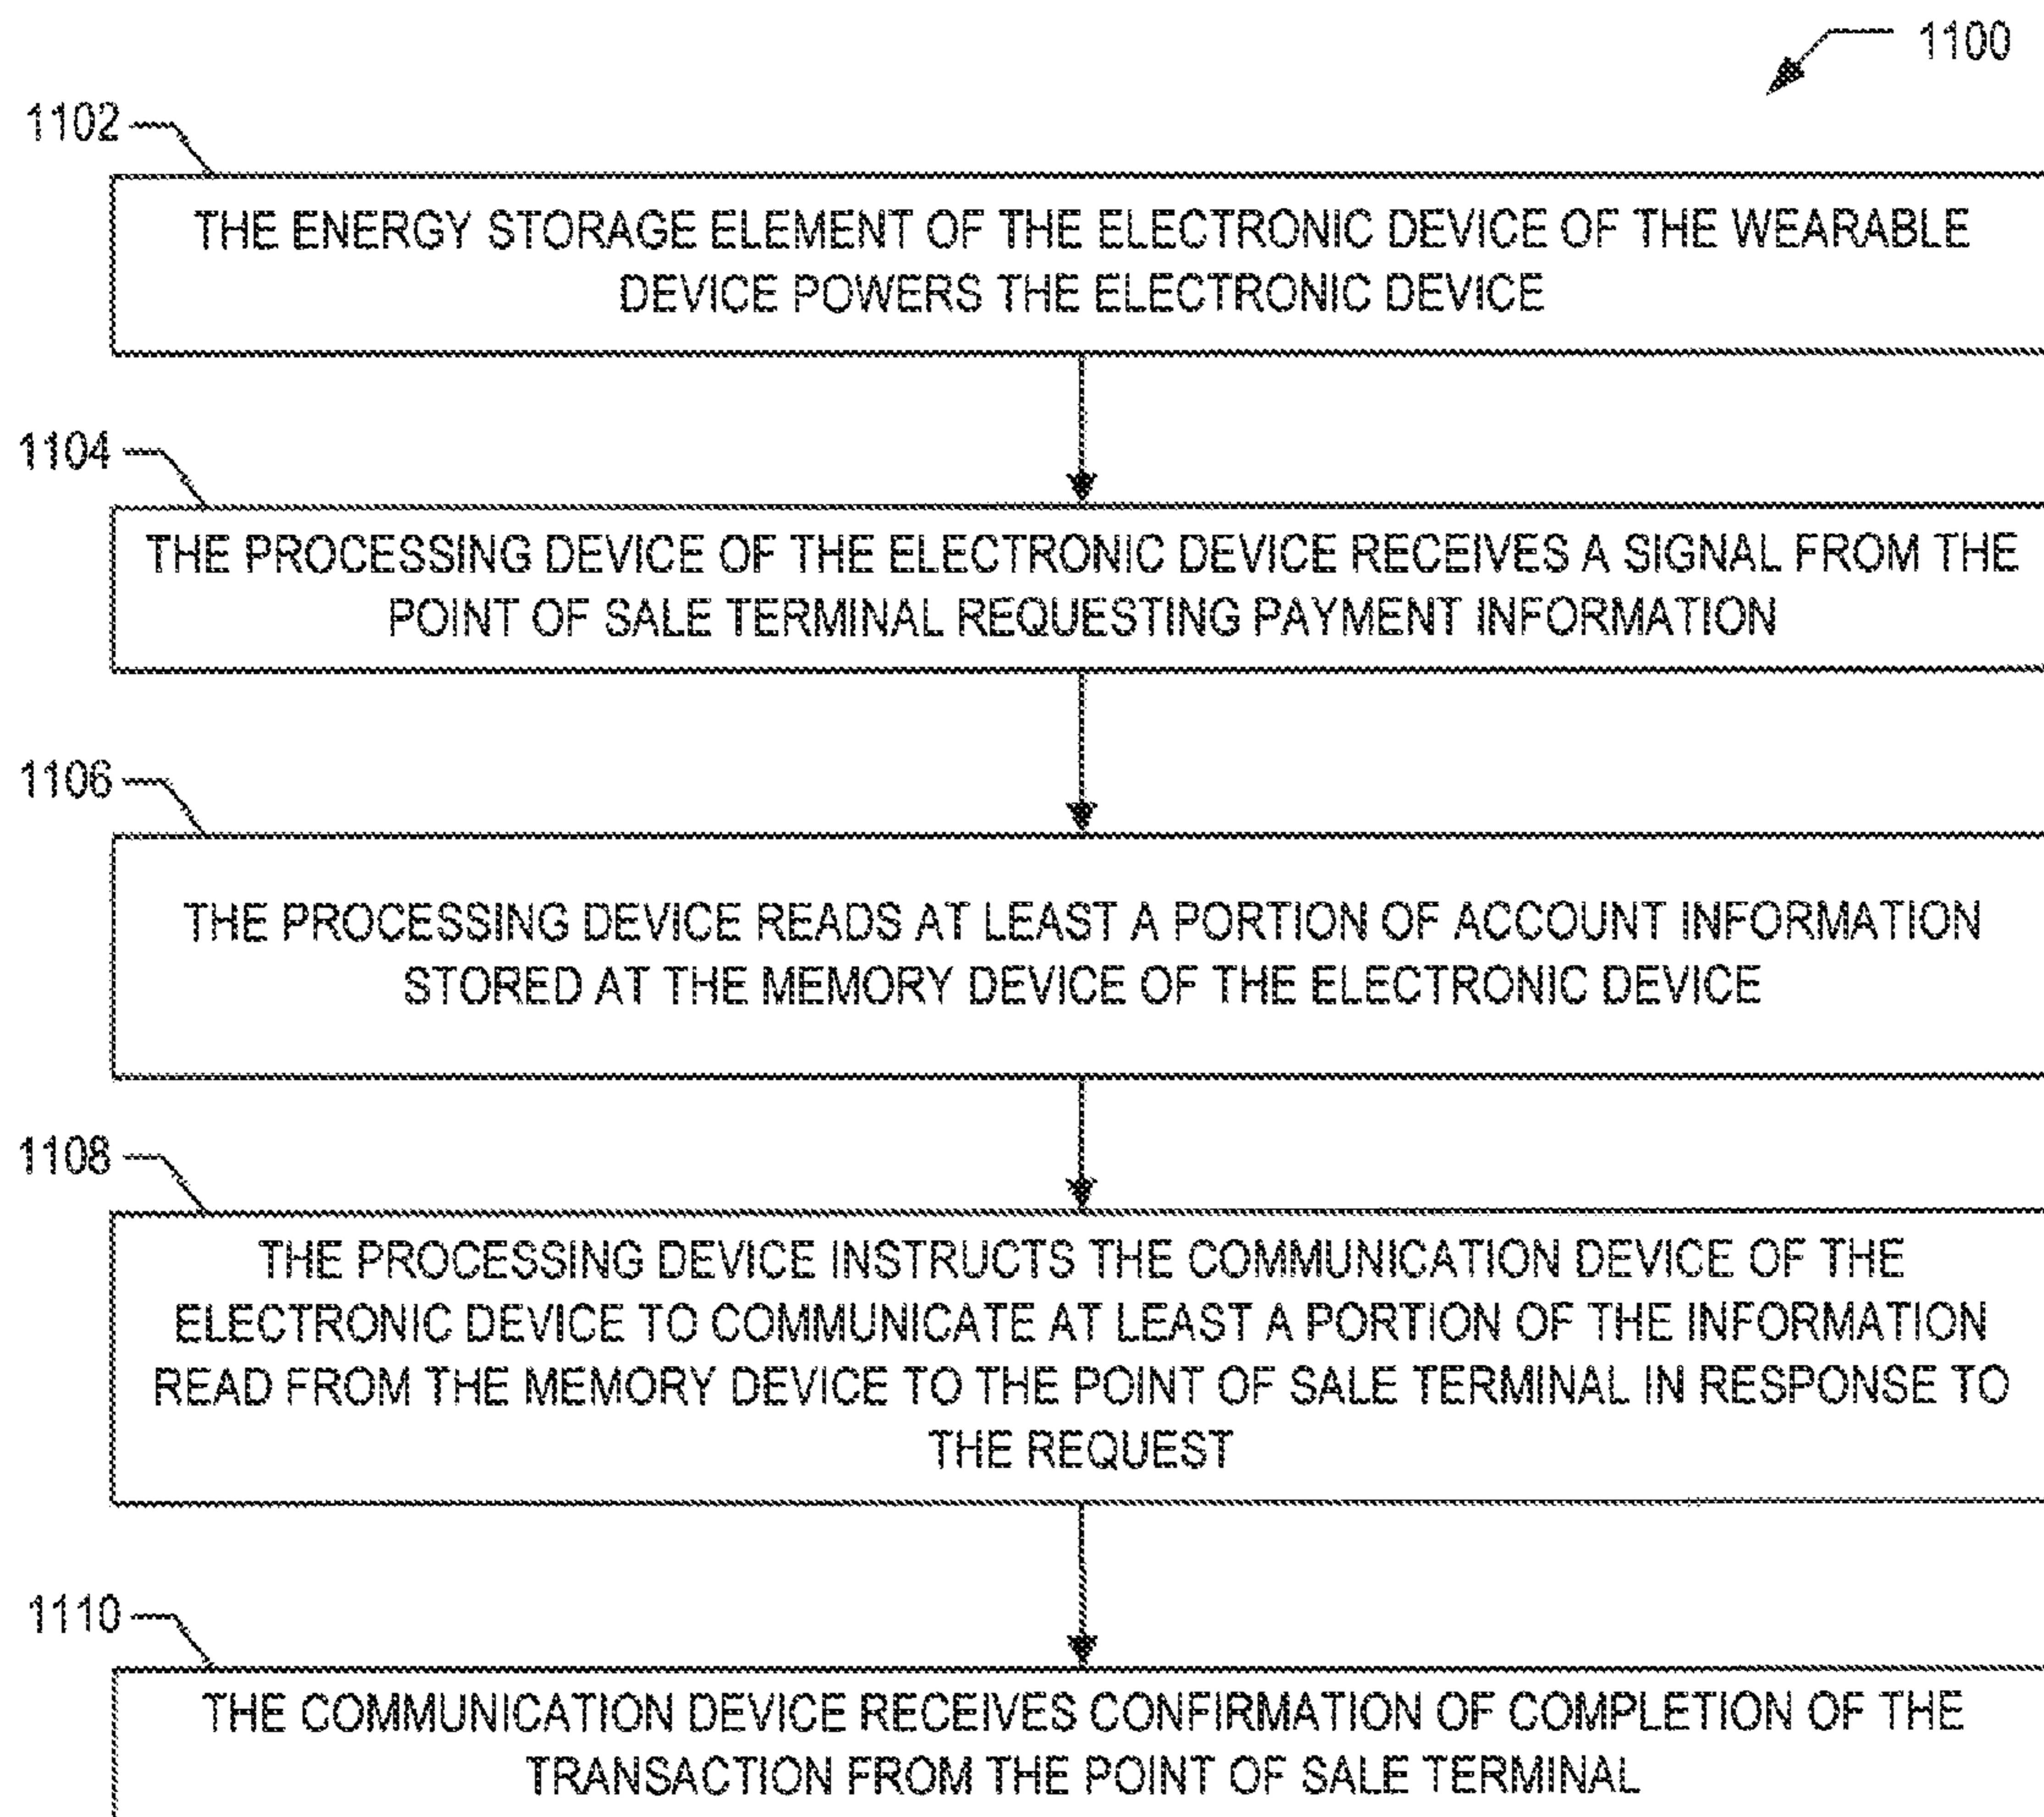 1100
1102
THE ENERGY STORAGE ELEMENT OF THE ELECTRONIC DEVICE OF THE WEARABLE
DEVICE POWERS THE ELECTRONIC DEVICE
1104
THE PROCESSING DEVICE OF THE ELECTRONIC DEVICE RECEIVES A SIGNAL FROM THE
POINT OF SALE TERMINAL REQUESTING PAYMENT INFORMATION
1106
THE PROCESSING DEVICE READS AT LEAST A PORTION OF ACCOUNT INFORMATION
STORED AT THE MEMORY DEVICE OF THE ELECTRONIC DEVICE
1108
THE PROCESSING DEVICE INSTRUCTS THE COMMUNICATION DEVICE OF THE
ELECTRONIC DEVICE TO COMMUNICATE AT LEAST A PORTION OF THE INFORMATION
READ FROM THE MEMORY DEVICE TO THE POINT OF SALE TERMINAL IN RESPONSE TO
THE REQUEST
1110
THE COMMUNICATION DEVICE RECEIVES CONFIRMATION OF COMPLETION OF THE
TRANSACTION FROM THE POINT OF SALE TERMINAL